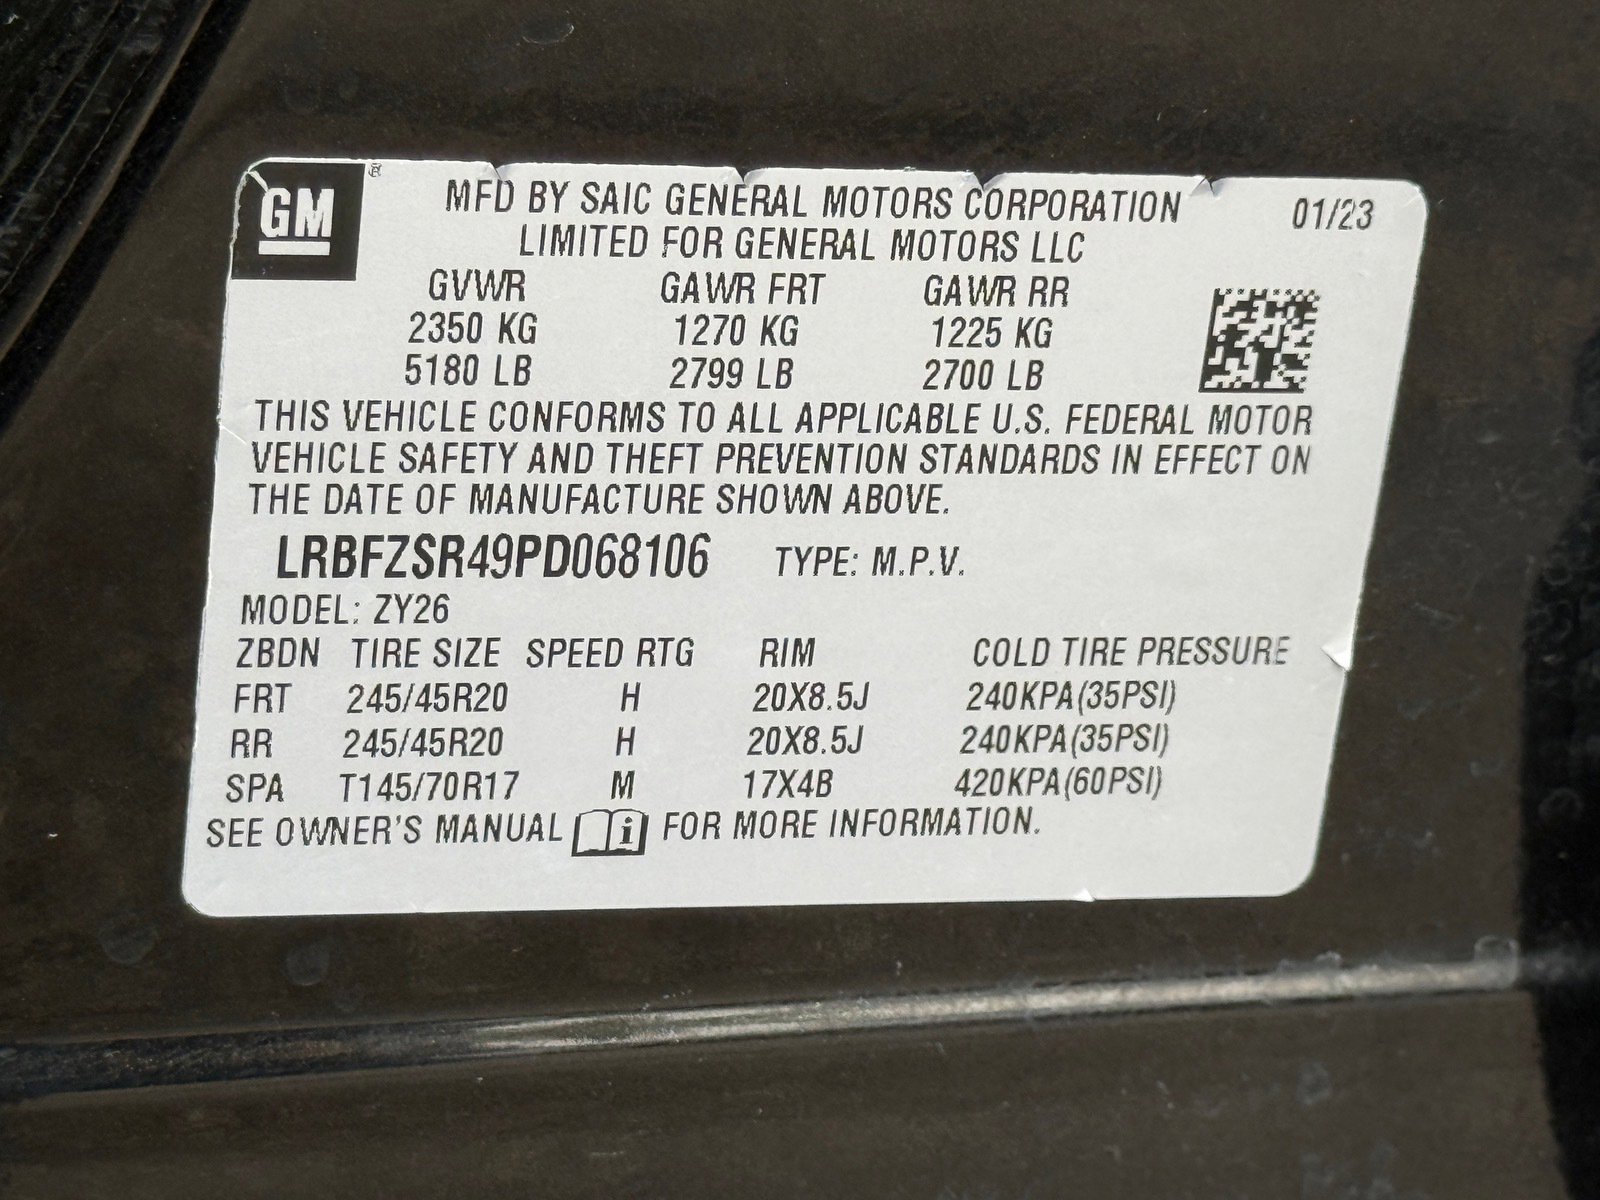 GM ®
MFD BY SAIC GENERAL MOTORS CORPORATION 01/23
LIMITED FOR GENERAL MOTORS LLC
GVWR GAWR FRT GAWR RR
2350 KG 1270 KG 1225 KG
5180 LB 2799 LB 2700 LB
THIS VEHICLE CONFORMS TO ALL APPLICABLE U.S. FEDERAL MOTOR
VEHICLE SAFETY AND THEFT PREVENTION STANDARDS IN EFFECT ON
THE DATE OF MANUFACTURE SHOWN ABOVE.
LRBFZSR49PD068106 TYPE: M.P.V.
MODEL: ZY26
ZBDN TIRE SIZE SPEED RTG RIM COLD TIRE PRESSURE
FRT 245/45R20 H 20X8.5J 240KPA(35PSI)
RR 245/45R20 H 20X8.5J 240KPA(35PSI)
SPA T145/70R17 M 17X4B 420KPA(60PSI)
SEE OWNER'S MANUAL i FOR MORE INFORMATION.